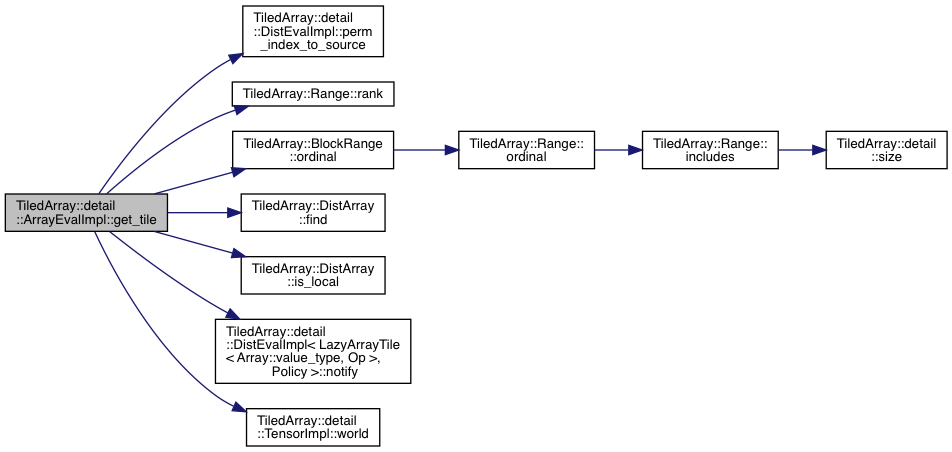 TiledArray::detail
::ArrayEvalImpl::get_tile
TiledArray::detail
::DistEvalImpl::perm
_index_to_source
TiledArray::Range::rank
TiledArray::BlockRange
::ordinal
TiledArray::Range::
ordinal
TiledArray::Range::
includes
TiledArray::detail
::size
TiledArray::DistArray
::find
TiledArray::DistArray
::is_local
TiledArray::detail
::DistEvalImpl< LazyArrayTile
< Array::value_type, Op >,
Policy >::notify
TiledArray::detail
::TensorImpl::world